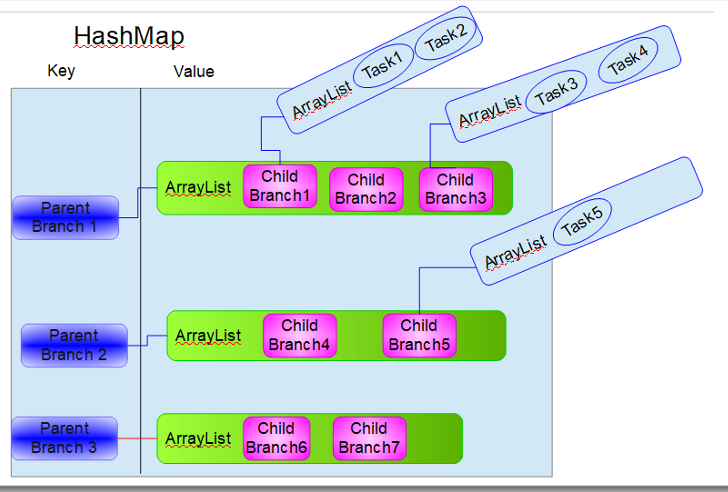 HashMap
Key
Value
ArrayList Task1 Task2
ArrayList Task3 Task4
Parent
Branch 1
ArrayList
Child
Branch1
Child
Branch2
Child
Branch3
ArrayList Task5
Parent
Branch 2
ArrayList
Child
Branch4
Child
Branch5
Parent
Branch 3
ArrayList
Child
Branch6
Child
Branch7